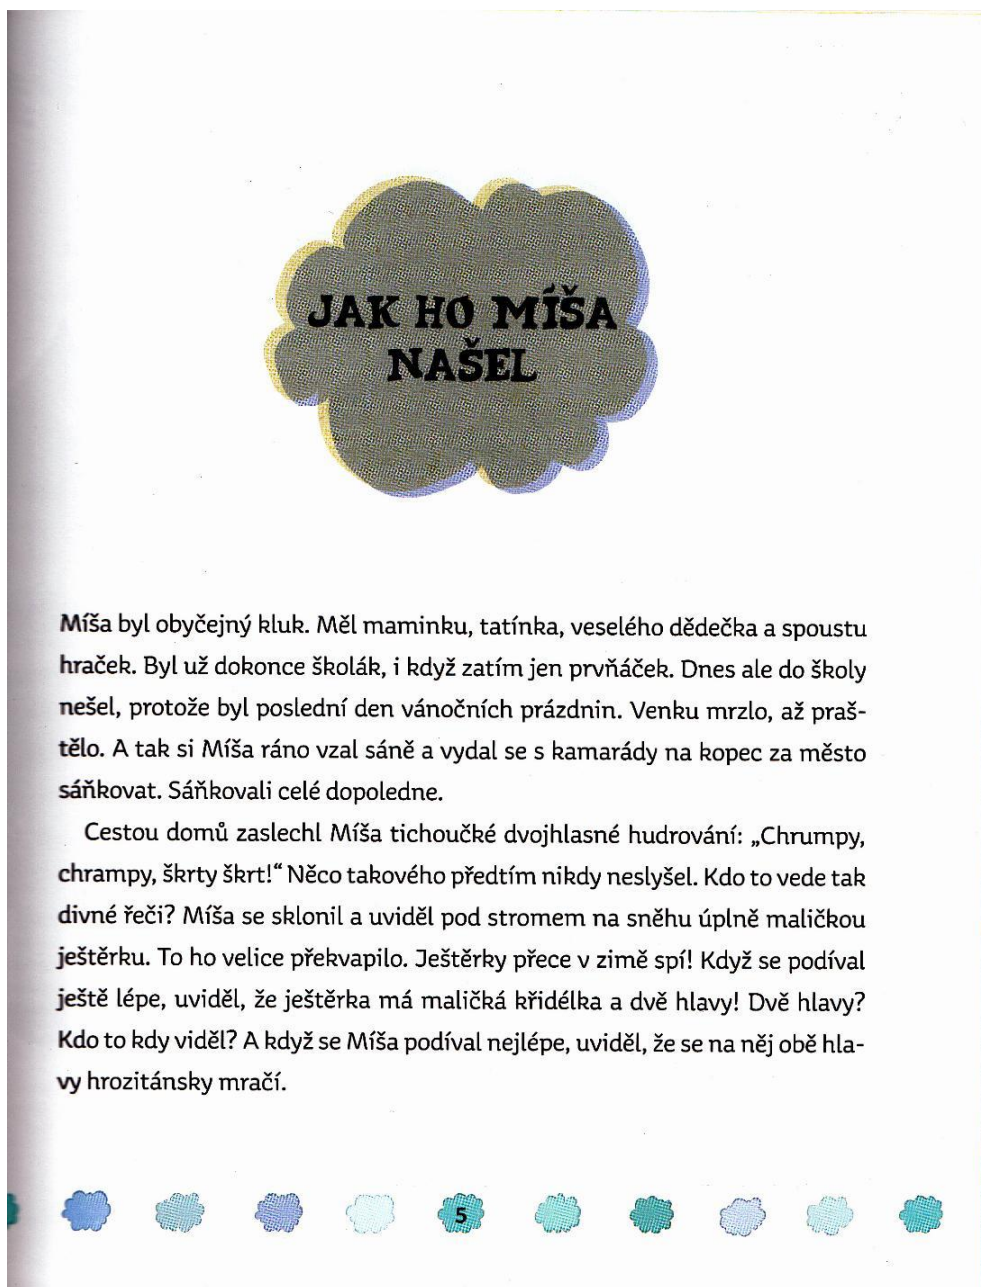 JAK HO MÍŠA
NAŠEL
Míša byl obyčejný kluk. Měl maminku, tatínka, veselého dědečka a spoustu
hraček. Byl už dokonce školák, i když zatím jen prvňáček. Dnes ale do školy
nešel, protože byl poslední den vánočních prázdnin. Venku mrzlo, až praš-
tělo. A tak si Míša ráno vzal sáně a vydal se s kamarády na kopec za město
sáňkovat. Sáňkovali celé dopoledne.
Cestou domů zaslechl Míša tichoučké dvojhlasné hudrování: „Chrumpy,
chrampy, škrty škrt!“ Něco takového předtím nikdy neslyšel. Kdo to vede tak
divné řeči? Míša se sklonil a uviděl pod stromem na sněhu úplně maličkou
ještěrku. To ho velice překvapilo. Ještěrky přece v zimě spí! Když se podíval
ještě lépe, uviděl, že ještěrka má maličká křidélka a dvě hlavy! Dvě hlavy?
Kdo to kdy viděl? A když se Míša podíval nejlépe, uviděl, že se na něj obě hla-
vy hrozitánsky mračí.
5